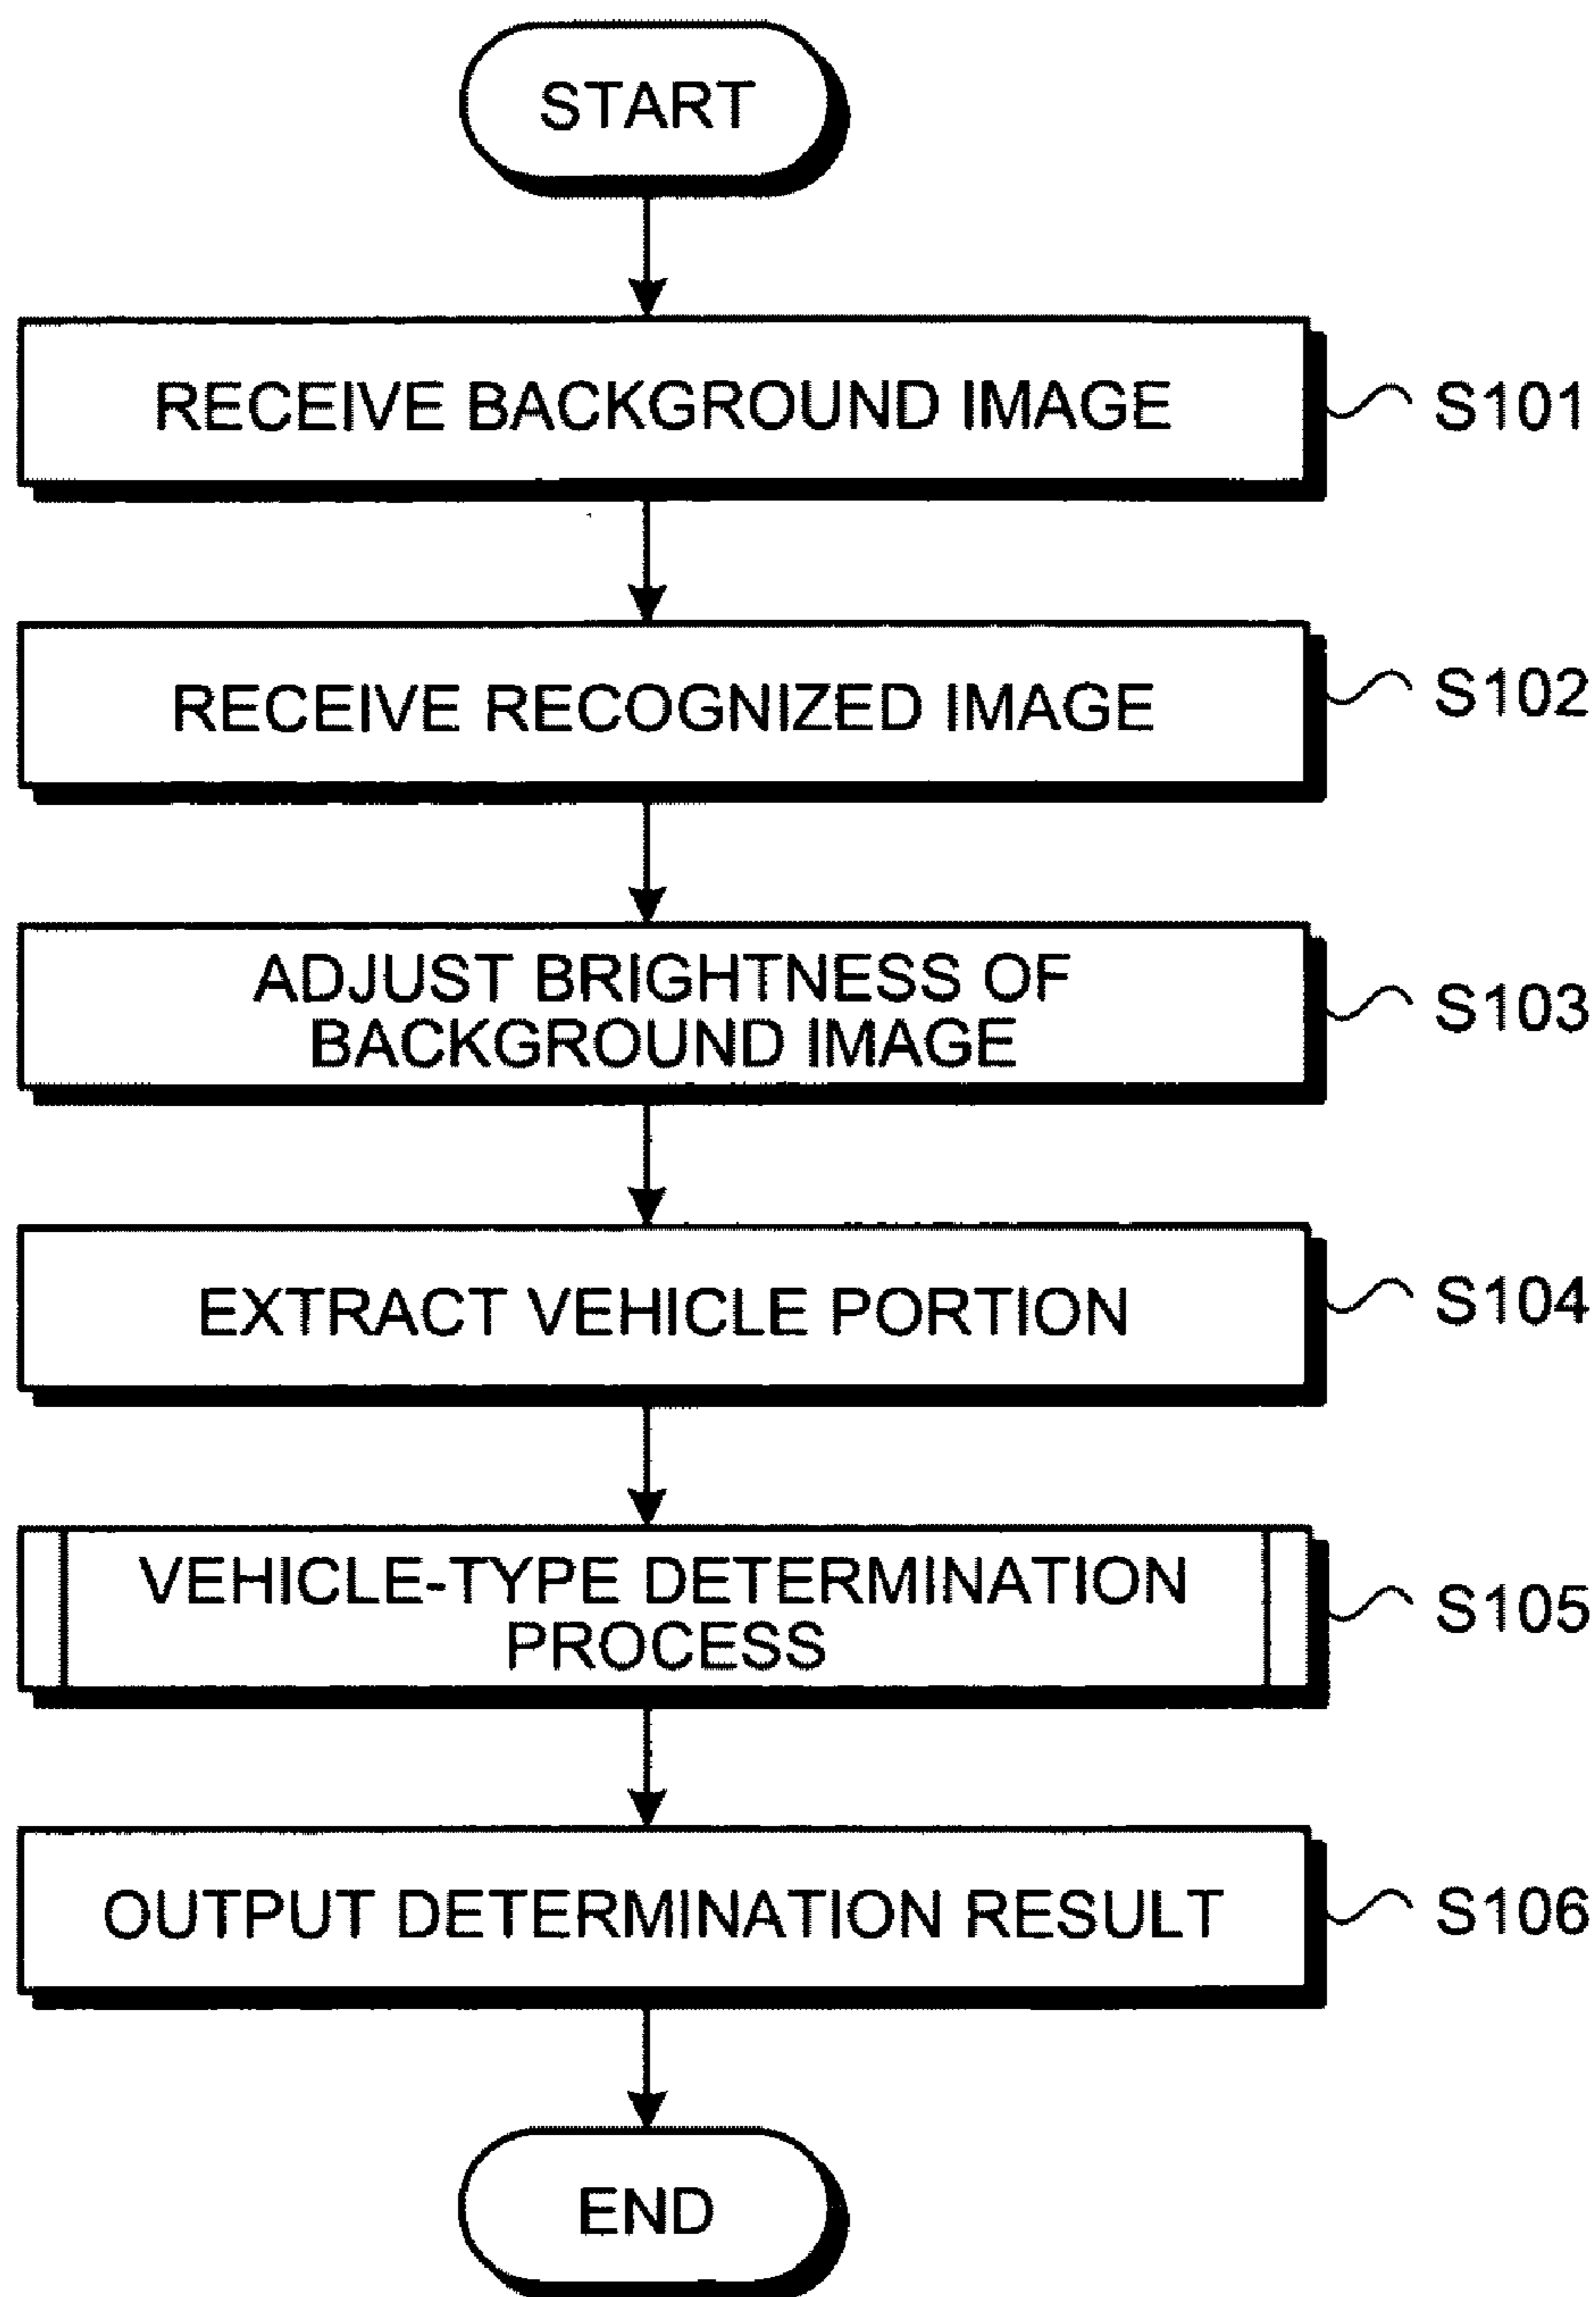 START
RECEIVE BACKGROUND IMAGE
S101
RECEIVE RECOGNIZED IMAGE
S102
ADJUST BRIGHTNESS OF
BACKGROUND IMAGE
S103
EXTRACT VEHICLE PORTION
S104
VEHICLE-TYPE DETERMINATION
PROCESS
S105
OUTPUT DETERMINATION RESULT
S106
END